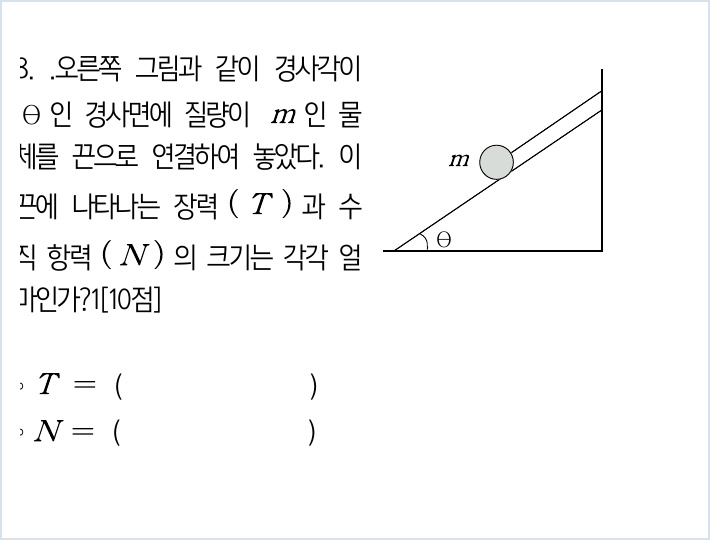 3. .오른쪽 그림과 같이 경사각이
θ 인 경사면에 질량이 m 인 물
체를 끈으로 연결하여 놓았다. 이
끈에 나타나는 장력 ( T ) 과 수
직 항력 ( N ) 의 크기는 각각 얼
마인가?1[10점]
m
θ
◦ T = ( )
◦ N = ( )